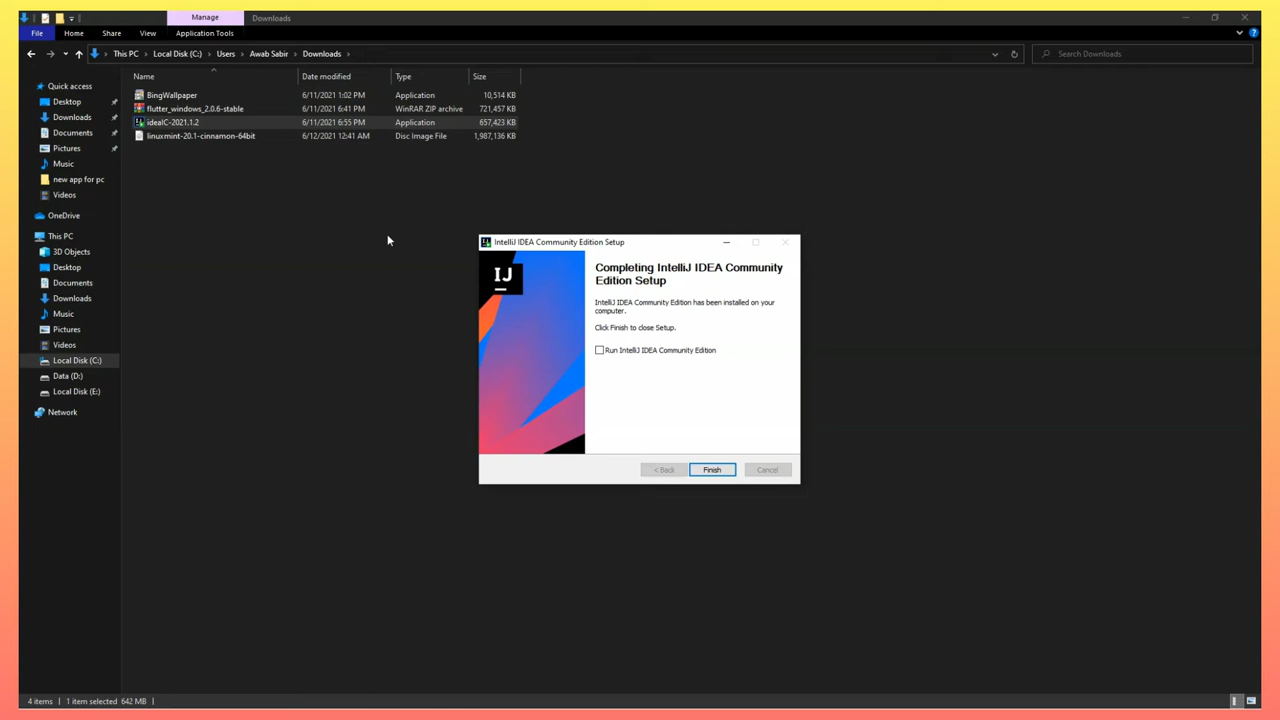 Manage
Downloads
File
Home
Share
View
Application Tools
This PC
Local Disk (C:)
Users
Awab Sabir
Downloads
Search Downloads
Name
Date modified
Type
Size
BingWallpaper
6/11/2021 1:02 PM
Application
10,514 KB
flutter_windows_2.0.6-stable
6/11/2021 6:41 PM
WinRAR ZIP archive
721,457 KB
ideaIC-2021.1.2
6/11/2021 6:55 PM
Application
657,423 KB
linuxmint-20.1-cinnamon-64bit
6/12/2021 12:41 AM
Disc Image File
1,987,136 KB
Quick access
Desktop
Downloads
Documents
Pictures
Music
new app for pc
Videos
OneDrive
This PC
3D Objects
Desktop
Documents
Downloads
Music
Pictures
Videos
Local Disk (C:)
Data (D:)
Local Disk (E:)
Network
IntelliJ IDEA Community Edition Setup
IJ
Completing IntelliJ IDEA Community
Edition Setup
IntelliJ IDEA Community Edition has been installed on your
computer.
Click Finish to close Setup.
Run IntelliJ IDEA Community Edition
< Back
Finish
Cancel
4 items
1 item selected 642 MB